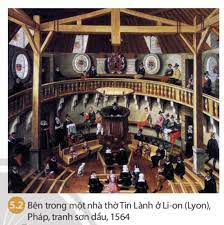 5.2 Bên trong một nhà thờ Tin Lành ở Li-on (Lyon),
Pháp, tranh sơn dầu, 1564